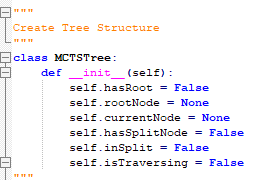 """
Create Tree Structure
"""
class MCTSTree:
    def __init__(self):
        self.hasRoot = False
        self.rootNode = None
        self.currentNode = None
        self.hasSplitNode = False
        self.inSplit = False
        self.isTraversing = False
"""